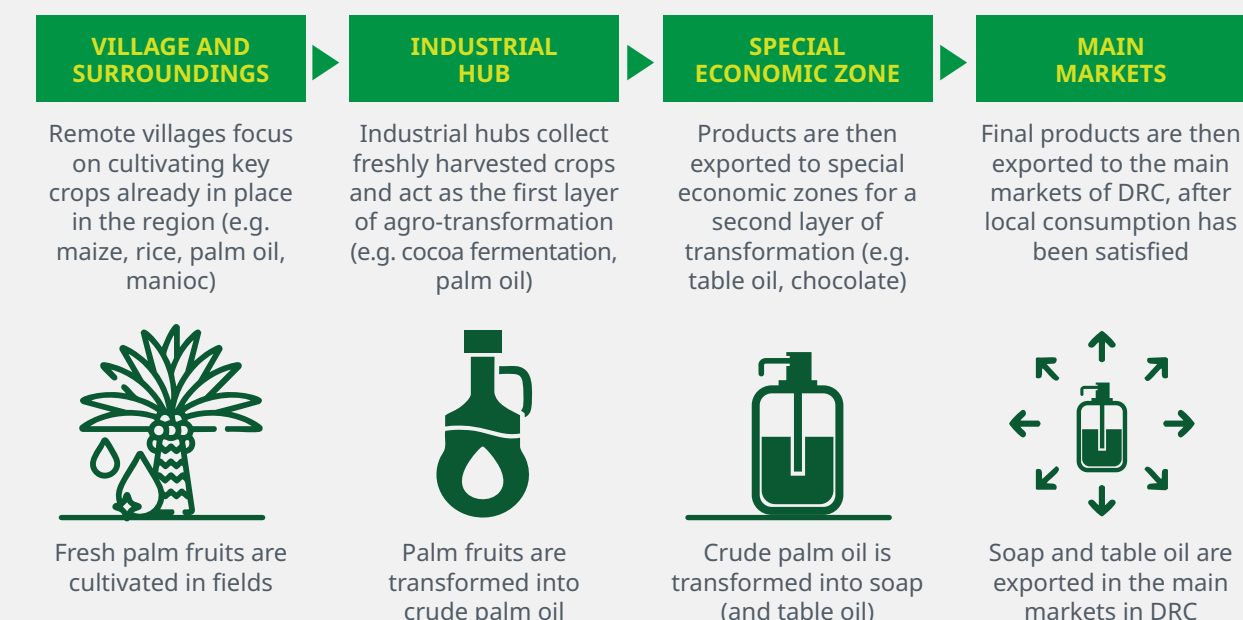 VILLAGE AND
SURROUNDINGS
Remote villages focus
on cultivating key
crops already in place
in the region (e.g.
maize, rice, palm oil,
manioc)
Fresh palm fruits are
cultivated in fields
INDUSTRIAL
HUB
Industrial hubs collect
freshly harvested crops
and act as the first layer
of agro-transformation
(e.g. cocoa fermentation,
palm oil)
Palm fruits are
transformed into
crude palm oil
SPECIAL
ECONOMIC ZONE
Products are then
exported to special
economic zones for a
second layer of
transformation (e.g.
table oil, chocolate)
Crude palm oil is
transformed into soap
(and table oil)
MAIN
MARKETS
Final products are then
exported to the main
markets of DRC, after
local consumption has
been satisfied
Soap and table oil are
exported in the main
markets in DRC